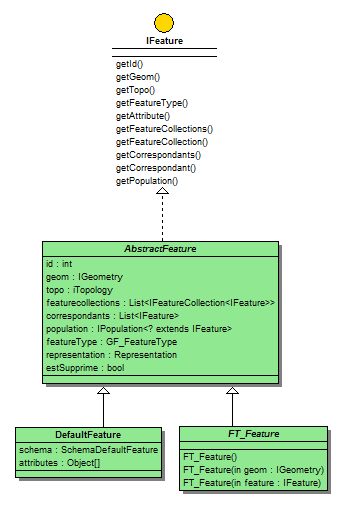 IFeature
getId()
getGeom()
getTopo()
getFeatureType()
getAttribute()
getFeatureCollections()
getFeatureCollection()
getCorrespondants()
getCorrespondant()
getPopulation()
AbstractFeature
id : int
geom : IGeometry
topo : iTopology
featurecollections : List<IFeatureCollection<IFeature>>
correspondants : List<IFeature>
population : IPopulation<? extends IFeature>
featureType : GF_FeatureType
representation : Representation
estSupprime : bool
DefaultFeature
schema : SchemaDefaultFeature
attributes : Object[]
FT_Feature
FT_Feature()
FT_Feature(in geom : IGeometry)
FT_Feature(in feature : IFeature)